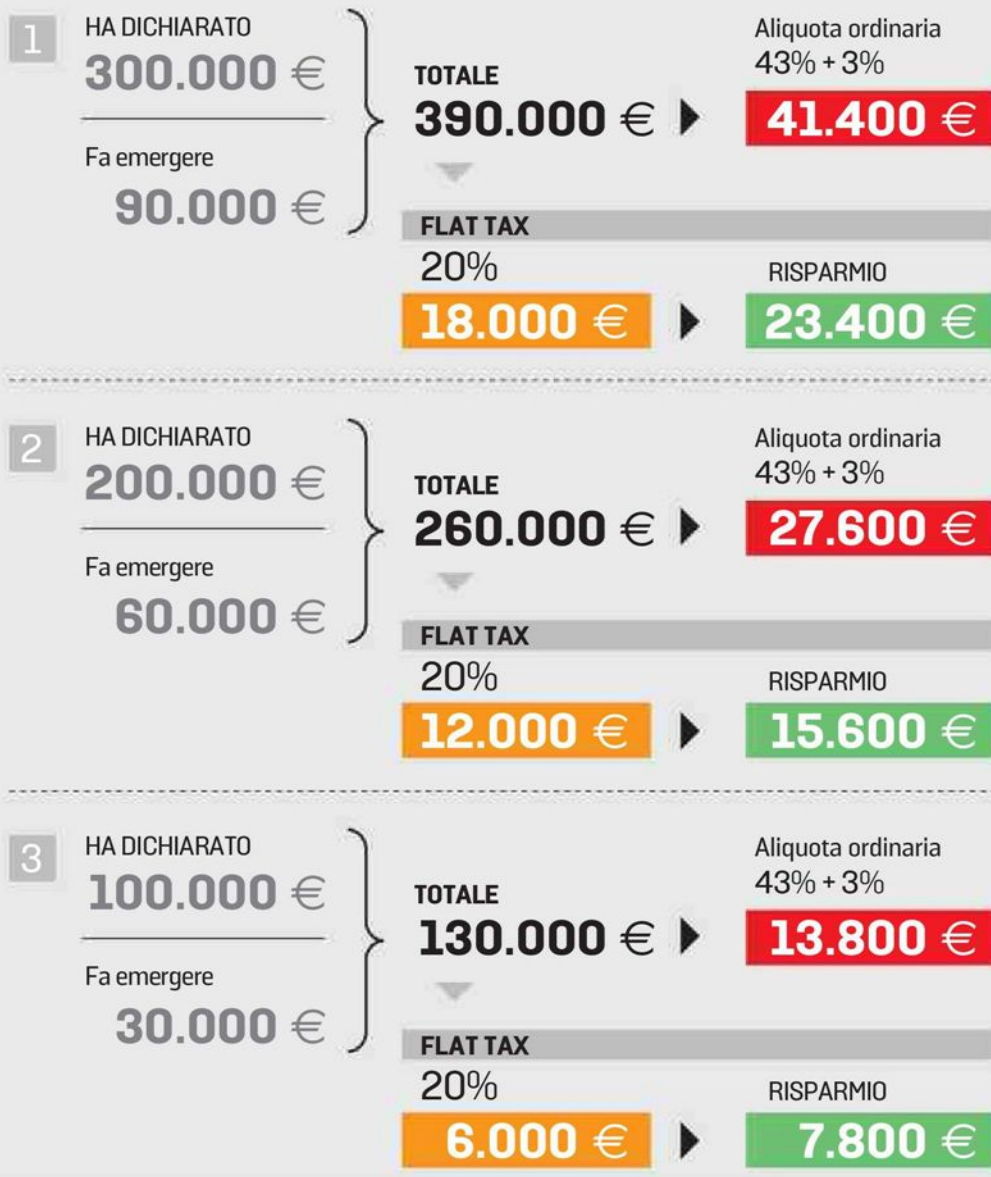 1
HA DICHIARATO
300.000 €
Fa emergere
90.000 €
TOTALE
390.000 €
Aliquota ordinaria
43% + 3%
41.400 €
FLAT TAX
20%
18.000 €
RISPARMIO
23.400 €
2
HA DICHIARATO
200.000 €
Fa emergere
60.000 €
TOTALE
260.000 €
Aliquota ordinaria
43% + 3%
27.600 €
FLAT TAX
20%
12.000 €
RISPARMIO
15.600 €
3
HA DICHIARATO
100.000 €
Fa emergere
30.000 €
TOTALE
130.000 €
Aliquota ordinaria
43% + 3%
13.800 €
FLAT TAX
20%
6.000 €
RISPARMIO
7.800 €